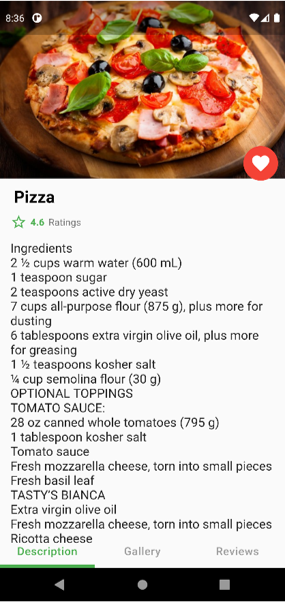 8:36
Pizza
4.6 Ratings
Ingredients
2 ½ cups warm water (600 mL)
1 teaspoon sugar
2 teaspoons active dry yeast
7 cups all-purpose flour (875 g), plus more for
dusting
6 tablespoons extra virgin olive oil, plus more
for greasing
1 ½ teaspoons kosher salt
¼ cup semolina flour (30 g)
OPTIONAL TOPPINGS
TOMATO SAUCE:
28 oz canned whole tomatoes (795 g)
1 tablespoon kosher salt
Tomato sauce
Fresh mozzarella cheese, torn into small pieces
Fresh basil leaf
TASTY'S BIANCA
Extra virgin olive oil
Fresh mozzarella cheese, torn into small pieces
Ricotta cheese
Description Gallery Reviews